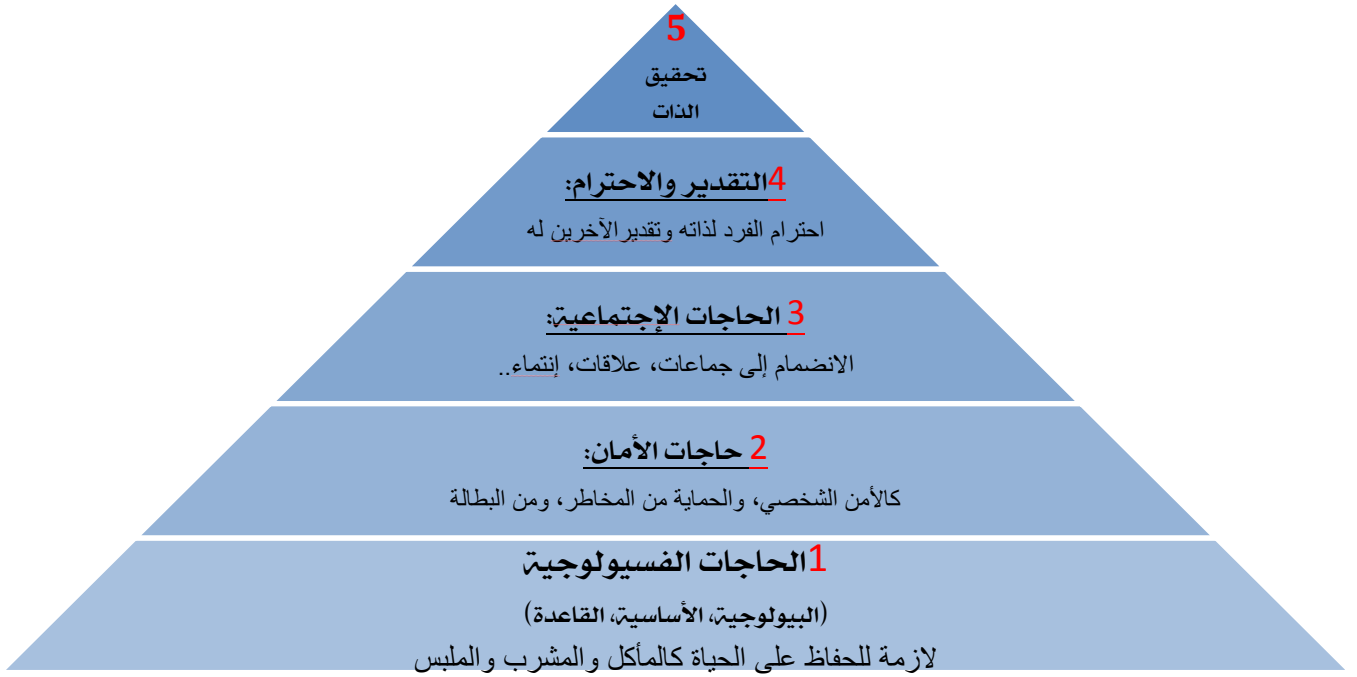 5
تحقيق
الذات
4التقدير والاحترام:
احترام الفرد لذاته وتقديرالآخرين له
3 الحاجات الإجتماعية:
الانضمام إلى جماعات، علاقات، إنتماء..
2 حاجات الأمان:
كالأمن الشخصي، والحماية من المخاطر، ومن البطالة
1الحاجات الفسيولوجية
(البيولوجية، الأساسية، القاعدة)
لازمة للحفاظ على الحياة كالمأكل والمشرب والملبس